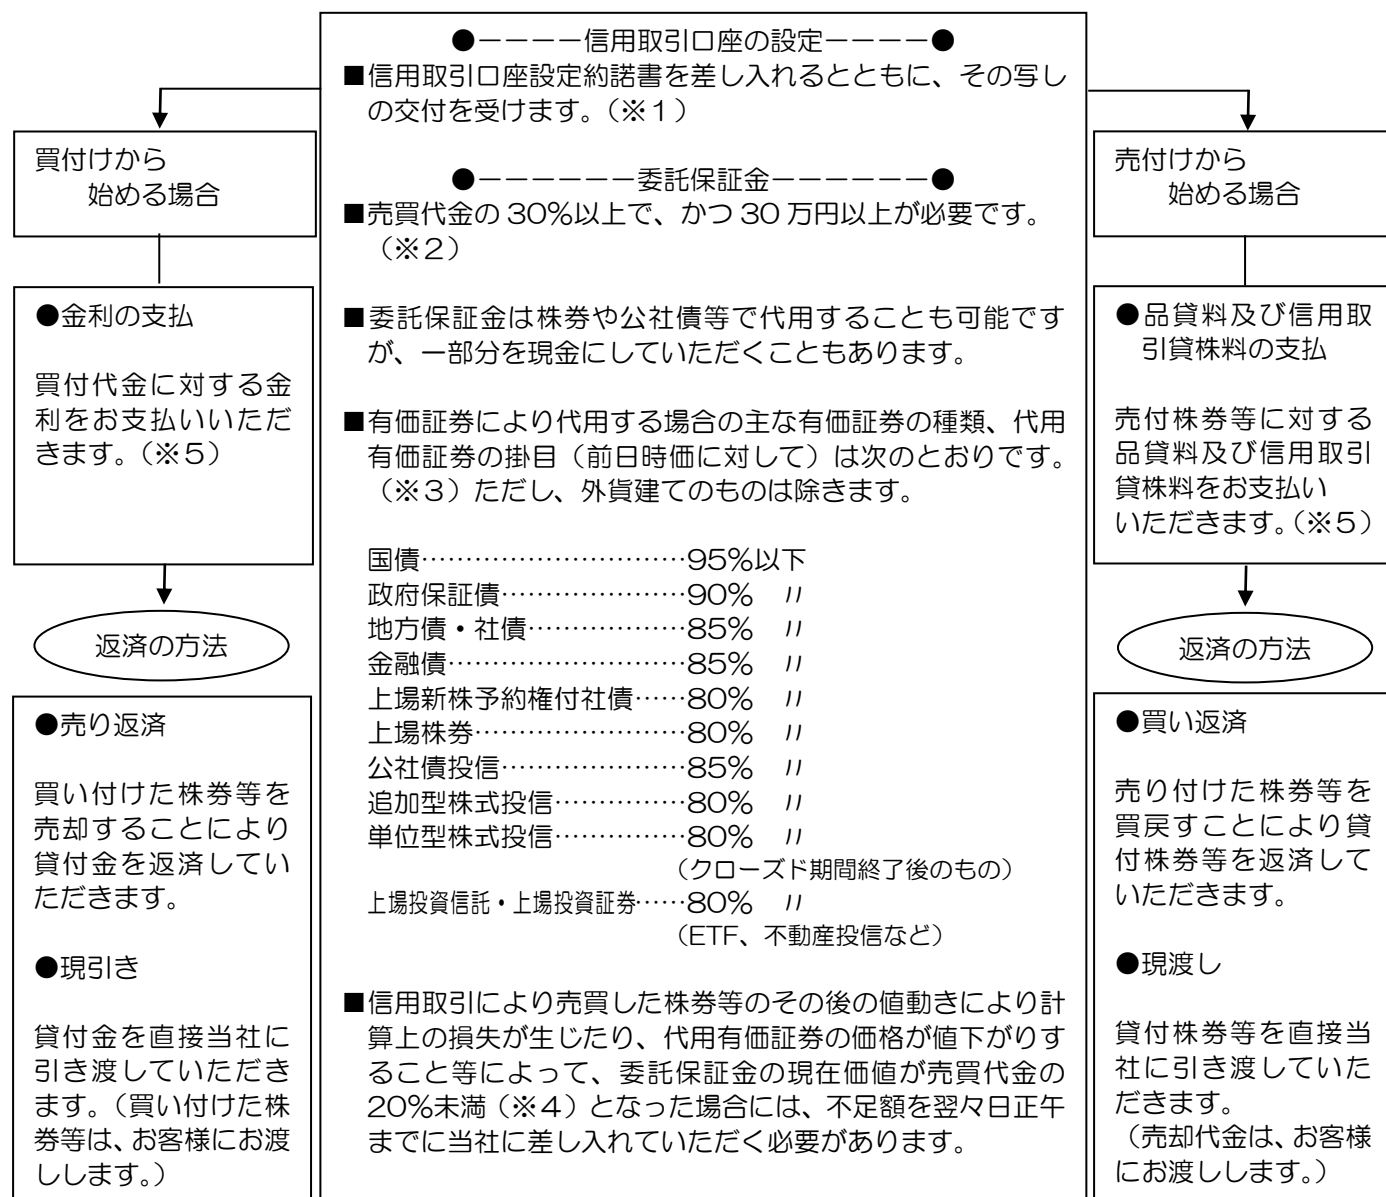 ●ーーーー信用取引口座の設定ーーーー●
■信用取引口座設定約諾書を差し入れるとともに、その写し
の交付を受けます。（※１）
●ーーーーーー委託保証金ーーーーーー●
■売買代金の 30％以上で、かつ 30 万円以上が必要です。
（※２）
■委託保証金は株券や公社債等で代用することも可能です
が、一部分を現金にしていただくこともあります。
■有価証券により代用する場合の主な有価証券の種類、代用
有価証券の掛目（前日時価に対して）は次のとおりです。
（※３）ただし、外貨建てのものは除きます。
国債…………………………95％以下
政府保証債…………………90％　〃
地方債・社債………………85％　〃
金融債………………………85％　〃
上場新株予約権付社債……80％　〃
上場株券……………………80％　〃
公社債投信…………………85％　〃
追加型株式投信……………80％　〃
単位型株式投信……………80％　〃
（クローズド期間終了後のもの）
上場投資信託・上場投資証券……80％　〃
（ETF、不動産投信など）
■信用取引により売買した株券等のその後の値動きにより計
算上の損失が生じたり、代用有価証券の価格が値下がりす
ること等によって、委託保証金の現在価値が売買代金の
20％未満（※４）となった場合には、不足額を翌々日正午
までに当社に差し入れていただく必要があります。
買付けから
始める場合
●金利の支払
買付代金に対する金
利をお支払いいただ
きます。（※５）
返済の方法
●売り返済
買い付けた株券等を
売却することにより
貸付金を返済してい
ただきます。
●現引き
貸付金を直接当社に
引き渡していただき
ます。（買い付けた株
券等は、お客様にお渡
しします。）
売付けから
始める場合
●品貸料及び信用取
引貸株料の支払
売付株券等に対する
品貸料及び信用取引
貸株料をお支払い
いただきます。（※５）
返済の方法
●買い返済
売り付けた株券等を
買戻すことにより貸
付株券等を返済して
いただきます。
●現渡し
貸付株券等を直接当
社に引き渡していた
だきます。
（売却代金は、お客様
にお渡しします。）